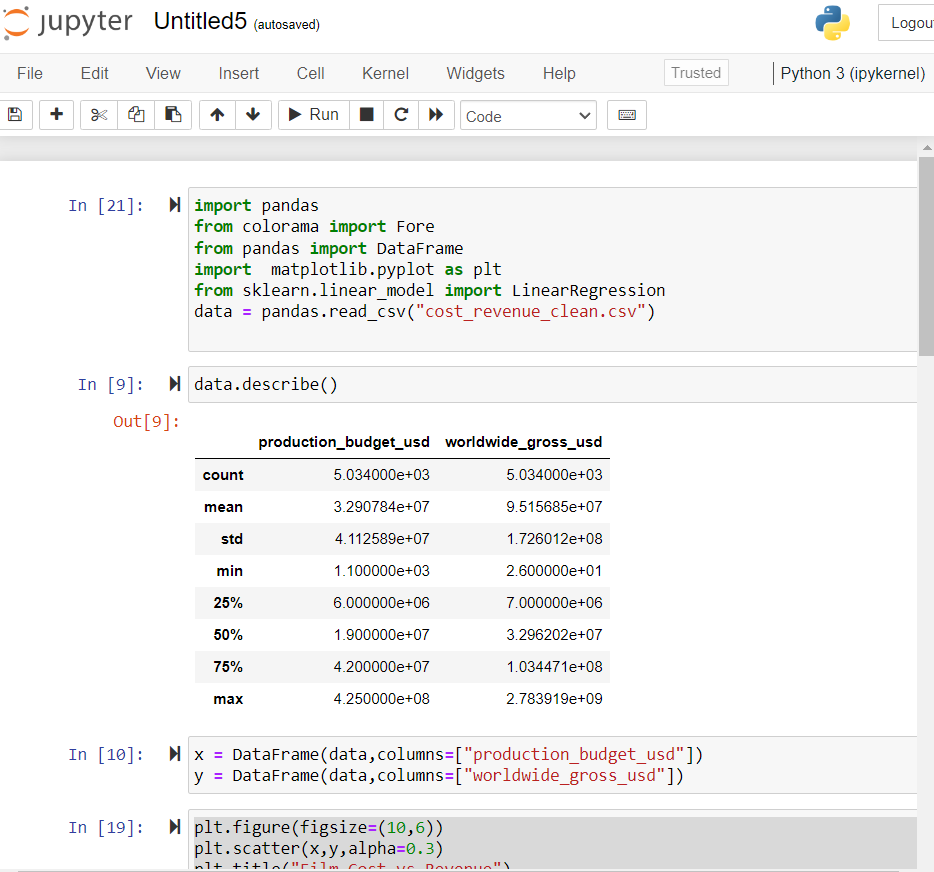 jupyter Untitled5 (autosaved)
Logou
File Edit View Insert Cell Kernel Widgets Help Trusted Python 3 (ipykernel)
Run Code
In [21]:
import pandas
from colorama import Fore
from pandas import DataFrame
import  matplotlib.pyplot as plt
from sklearn.linear_model import LinearRegression
data = pandas.read_csv("cost_revenue_clean.csv")
In [9]: data.describe()
Out[9]:
production_budget_usd worldwide_gross_usd
count 5.034000e+03 5.034000e+03
mean 3.290784e+07 9.515685e+07
std 4.112589e+07 1.726012e+08
min 1.100000e+03 2.600000e+01
25% 6.000000e+06 7.000000e+06
50% 1.900000e+07 3.296202e+07
75% 4.200000e+07 1.034471e+08
max 4.250000e+08 2.783919e+09
In [10]: x = DataFrame(data,columns=["production_budget_usd"])
y = DataFrame(data,columns=["worldwide_gross_usd"])
In [19]: plt.figure(figsize=(10,6))
plt.scatter(x,y,alpha=0.3)
plt.title("Film Cost vs Revenue")